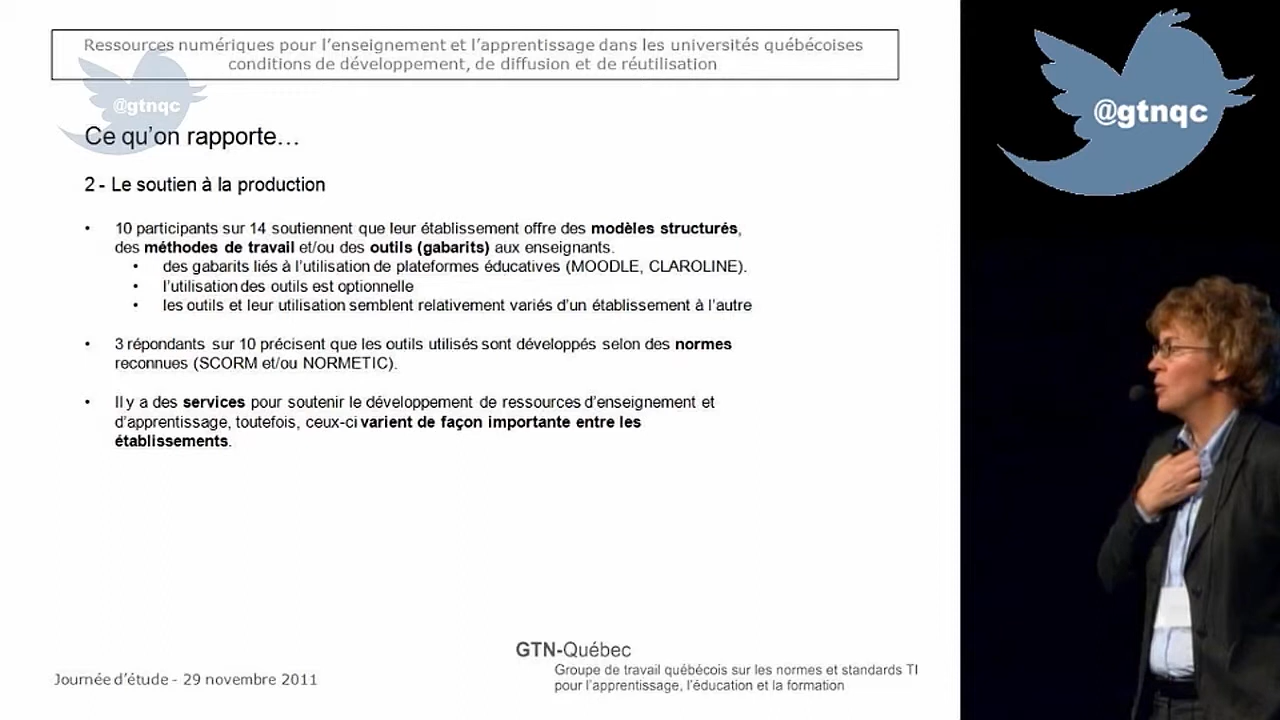 Ressources numériques pour l'enseignement et l'apprentissage dans les universités québécoises
conditions de développement, de diffusion et de réutilisation
@gtnqc
@gtnqc
Ce qu'on rapporte…
2 - Le soutien à la production
• 10 participants sur 14 soutiennent que leur établissement offre des modèles structurés,
des méthodes de travail et/ou des outils (gabarits) aux enseignants.
• des gabarits liés à l'utilisation de plateformes éducatives (MOODLE, CLAROLINE).
• l'utilisation des outils est optionnelle
• les outils et leur utilisation semblent relativement variés d'un établissement à l'autre
• 3 répondants sur 10 précisent que les outils utilisés sont développés selon des normes
reconnues (SCORM et/ou NORMETIC).
• Il y a des services pour soutenir le développement de ressources d'enseignement et
d'apprentissage, toutefois, ceux-ci varient de façon importante entre les
établissements.
GTN-Québec
Groupe de travail québécois sur les normes et standards TI
pour l'apprentissage, l'éducation et la formation
Journée d'étude - 29 novembre 2011